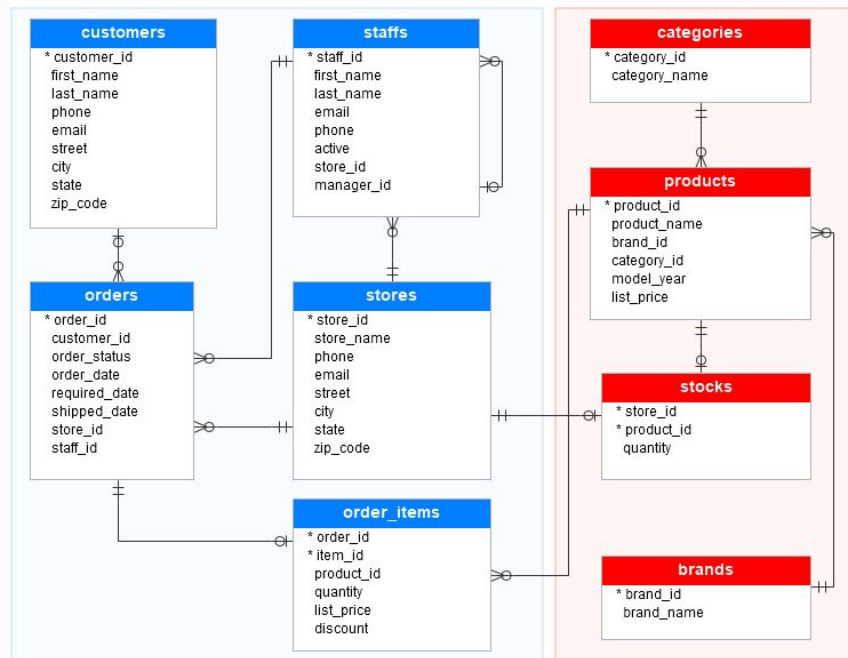 customers
* customer_id
first_name
last_name
phone
email
street
city
state
zip_code
staffs
* staff_id
first_name
last_name
email
phone
active
store_id
manager_id
categories
* category_id
category_name
products
* product_id
product_name
brand_id
category_id
model_year
list_price
orders
* order_id
customer_id
order_status
order_date
required_date
shipped_date
store_id
staff_id
stores
* store_id
store_name
phone
email
street
city
state
zip_code
stocks
* store_id
* product_id
quantity
order_items
* order_id
* item_id
product_id
quantity
list_price
discount
brands
* brand_id
brand_name